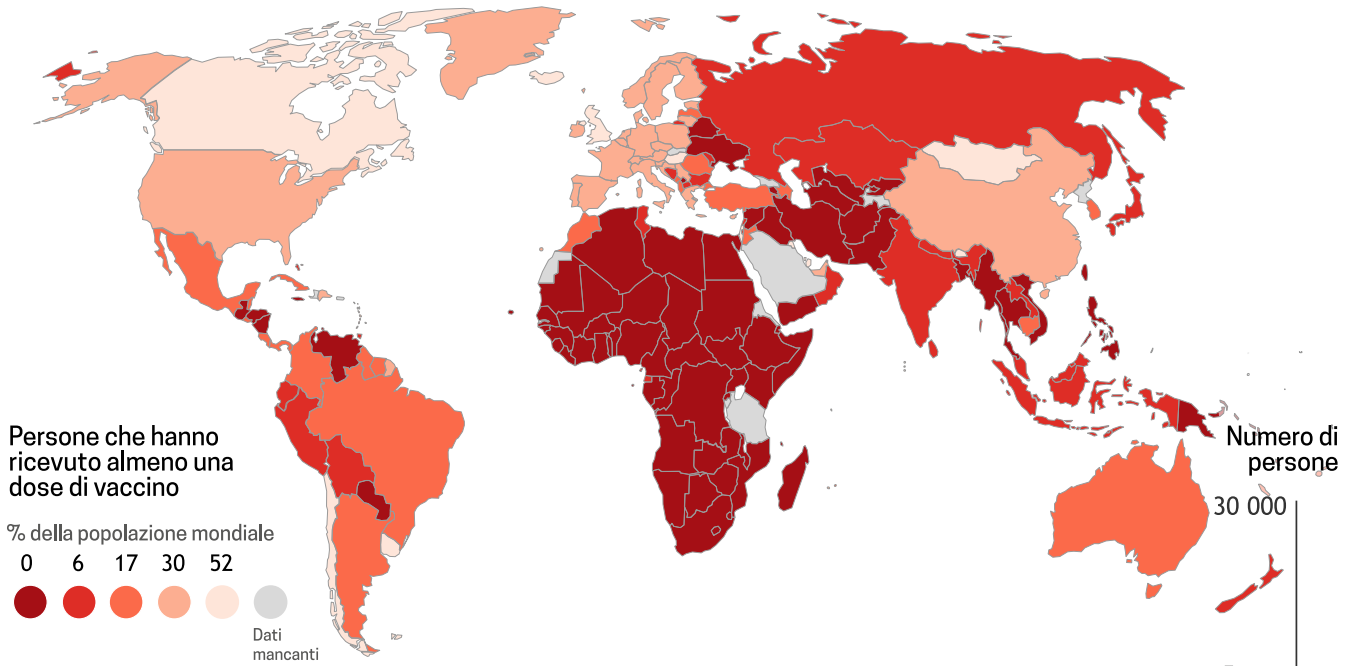 Persone che hanno
ricevuto almeno una
dose di vaccino
% della popolazione mondiale
0 6 17 30 52
Dati
mancanti
Numero di
persone
30 000